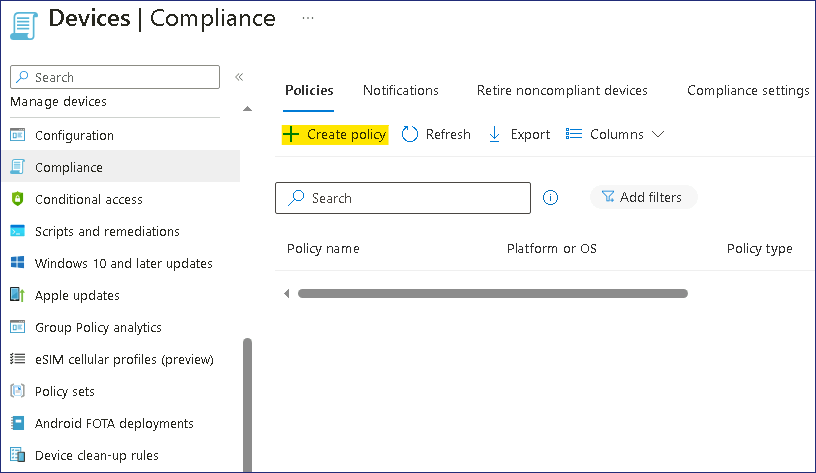 Devices | Compliance ...
Search «
Manage devices
Configuration
Compliance
Conditional access
Scripts and remediations
Windows 10 and later updates
Apple updates
Group Policy analytics
eSIM cellular profiles (preview)
Policy sets
Android FOTA deployments
Device clean-up rules
Policies Notifications Retire noncompliant devices Compliance settings
+ Create policy Refresh Export Columns
Search Add filters
Policy name Platform or OS Policy type